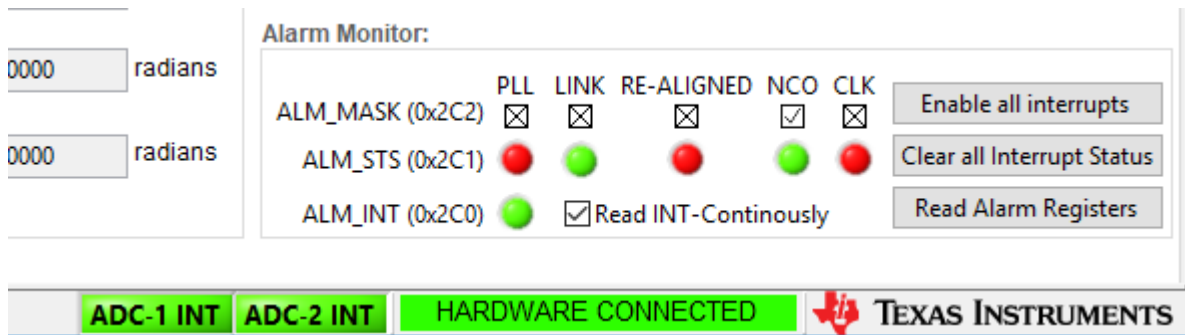 Alarm Monitor:
0000 radians
PLL LINK RE-ALIGNED NCO CLK
ALM_MASK (0x2C2) Enable all interrupts
0000 radians
ALM_STS (0x2C1) Clear all Interrupt Status
ALM_INT (0x2C0) Read INT-Continously Read Alarm Registers
ADC-1 INT ADC-2 INT HARDWARE CONNECTED TEXAS INSTRUMENTS